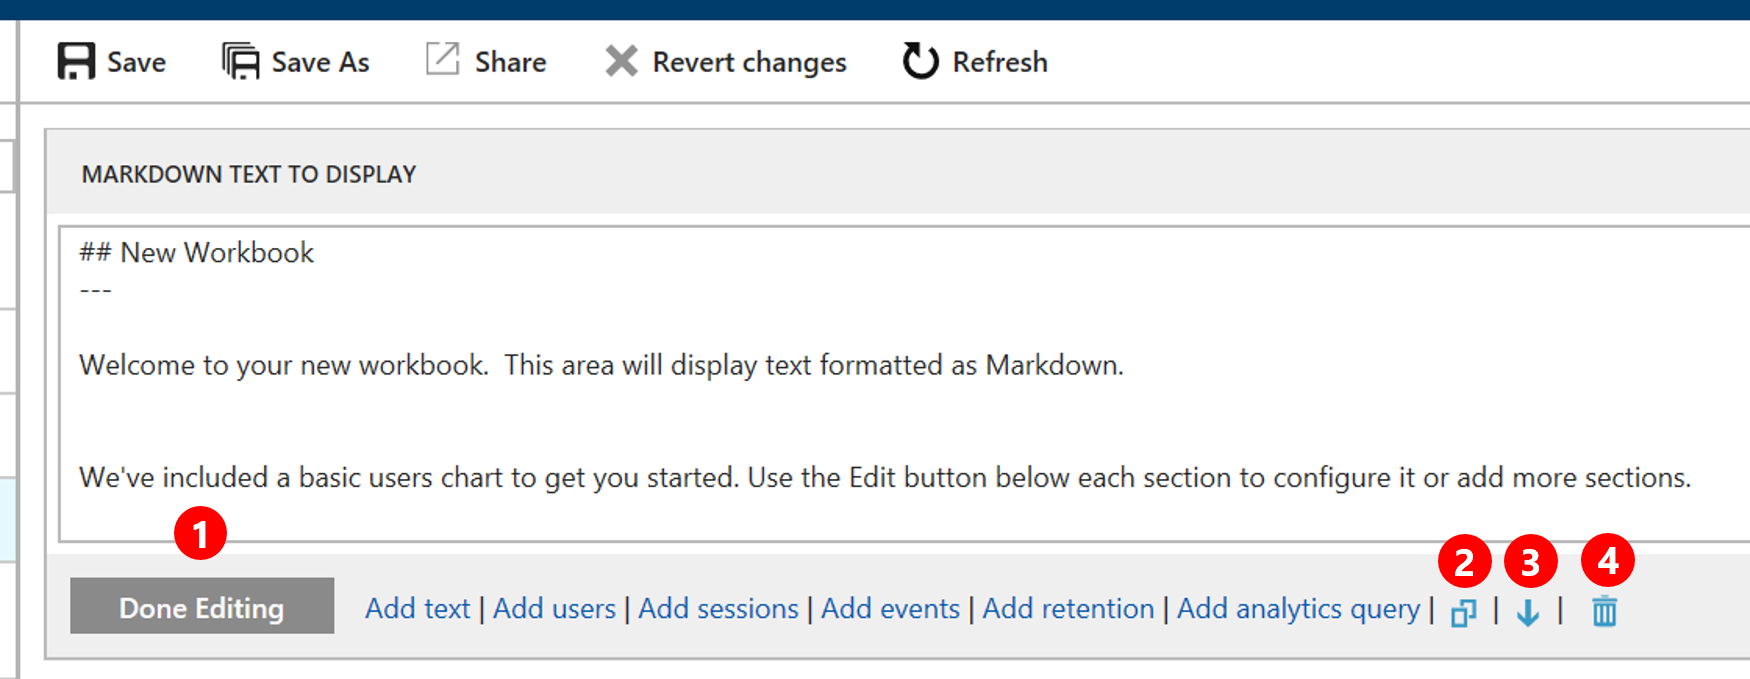 Save Save As Share Revert changes Refresh
MARKDOWN TEXT TO DISPLAY
## New Workbook
---
Welcome to your new workbook.  This area will display text formatted as Markdown.
We've included a basic users chart to get you started. Use the Edit button below each section to configure it or add more sections.
1
2 3 4
Done Editing Add text | Add users | Add sessions | Add events | Add retention | Add analytics query | | |